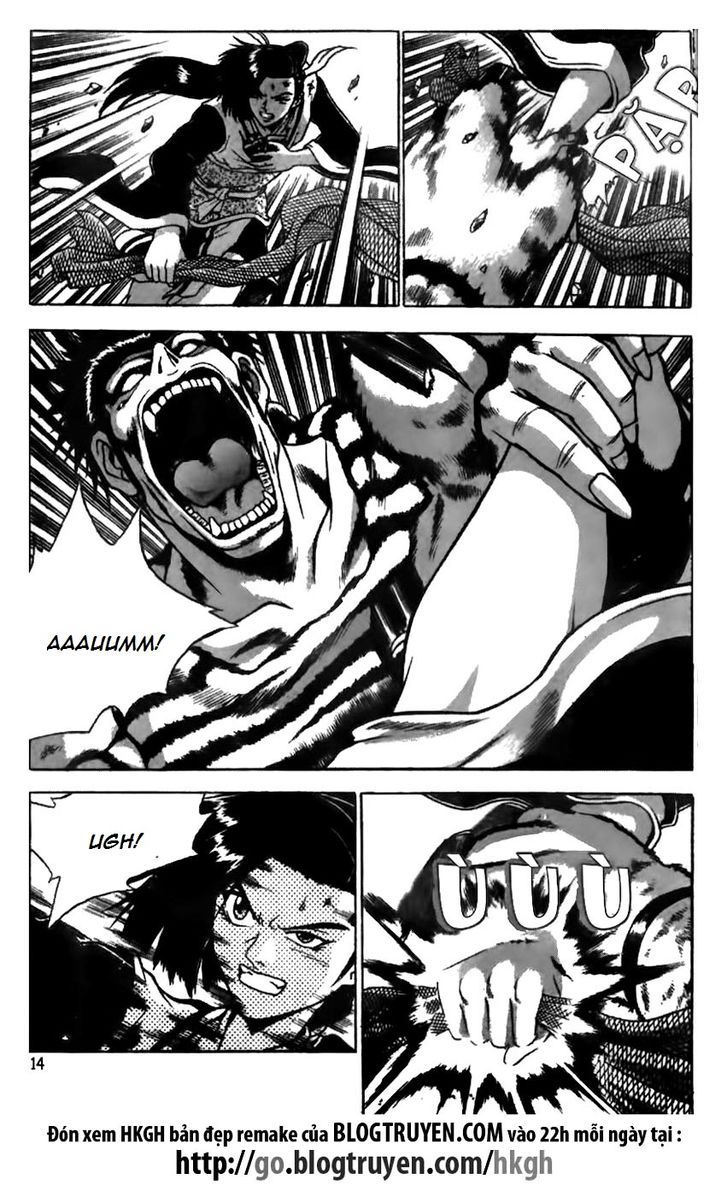 PẶP
AAAUUMM!
UGH!
Ù Ù Ù
14
Đón xem HKGH bản đẹp remake của BLOGTRUYEN.COM vào 22h mỗi ngày tại :
http://go.blogtruyen.com/hkgh